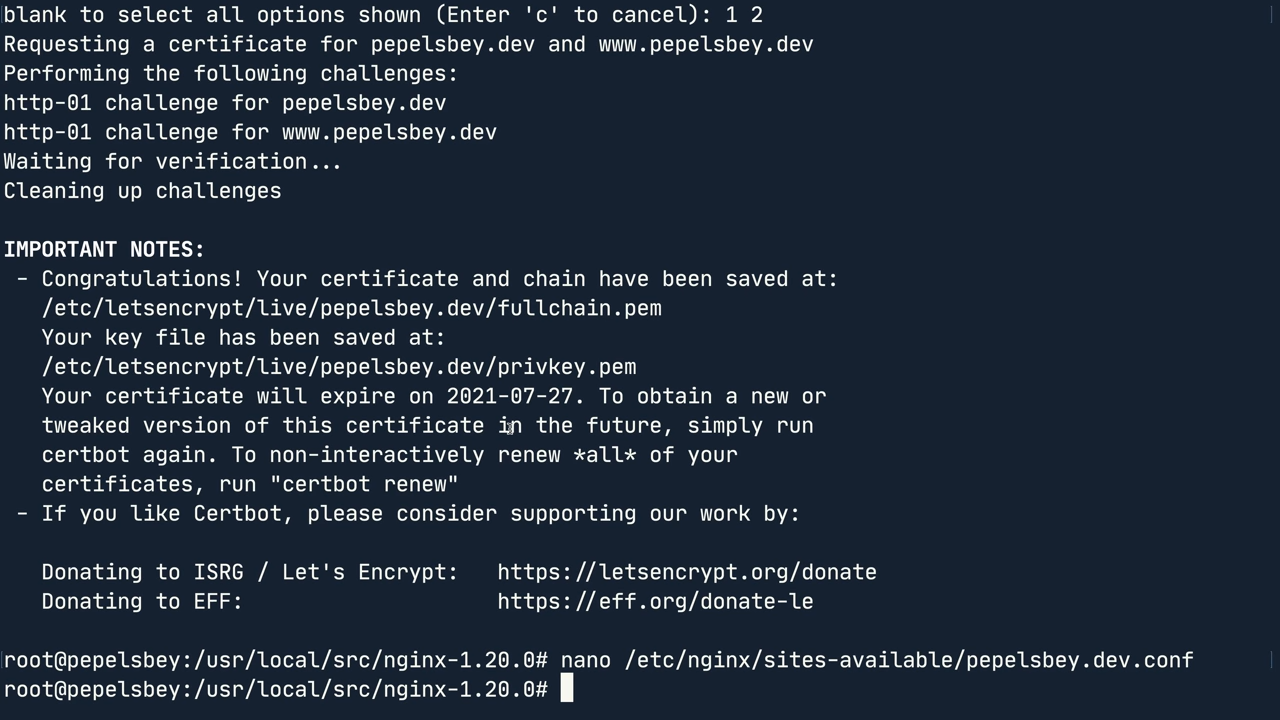 blank to select all options shown (Enter 'c' to cancel): 1 2
Requesting a certificate for pepelsbey.dev and www.pepelsbey.dev
Performing the following challenges:
http-01 challenge for pepelsbey.dev
http-01 challenge for www.pepelsbey.dev
Waiting for verification...
Cleaning up challenges
IMPORTANT NOTES:
- Congratulations! Your certificate and chain have been saved at:
/etc/letsencrypt/live/pepelsbey.dev/fullchain.pem
Your key file has been saved at:
/etc/letsencrypt/live/pepelsbey.dev/privkey.pem
Your certificate will expire on 2021-07-27. To obtain a new or
tweaked version of this certificate in the future, simply run
certbot again. To non-interactively renew *all* of your
certificates, run "certbot renew"
- If you like Certbot, please consider supporting our work by:
Donating to ISRG / Let's Encrypt:   https://letsencrypt.org/donate
Donating to EFF:                    https://eff.org/donate-le
root@pepelsbey:/usr/local/src/nginx-1.20.0# nano /etc/nginx/sites-available/pepelsbey.dev.conf
root@pepelsbey:/usr/local/src/nginx-1.20.0#